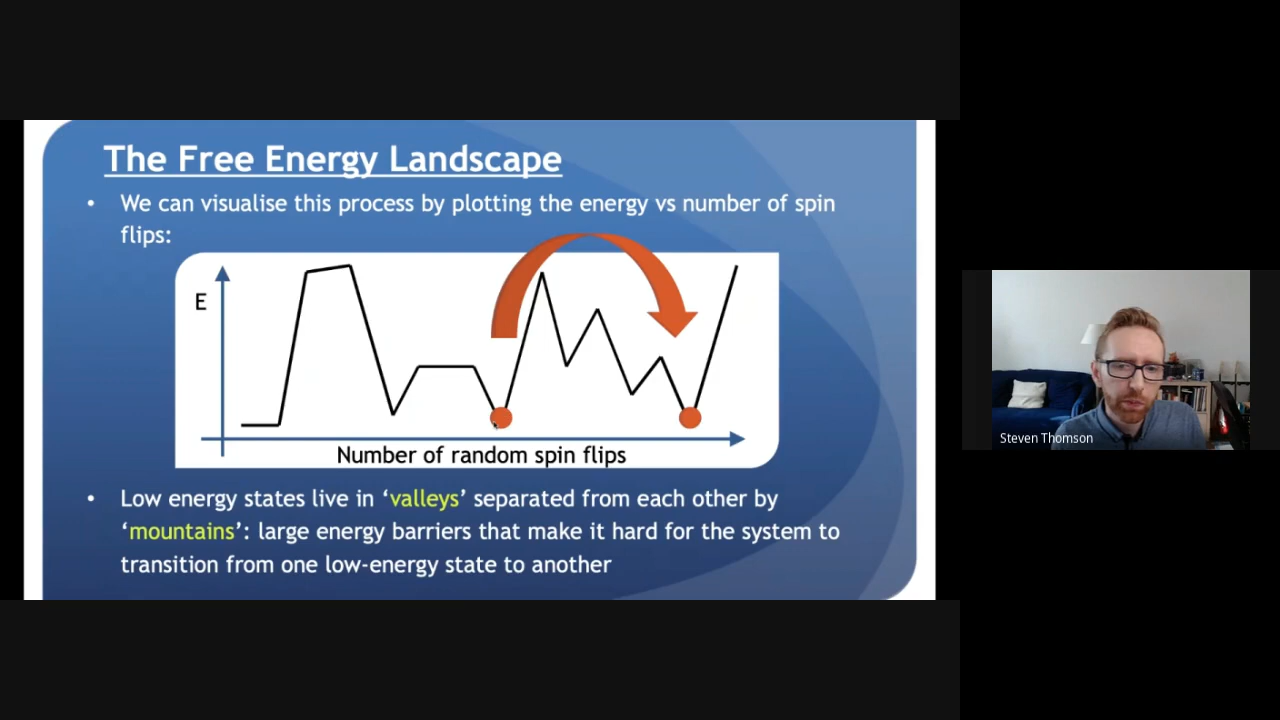 The Free Energy Landscape
• We can visualise this process by plotting the energy vs number of spin
flips:
E
Number of random spin flips
• Low energy states live in ‘valleys’ separated from each other by
‘mountains’: large energy barriers that make it hard for the system to
transition from one low-energy state to another
Steven Thomson